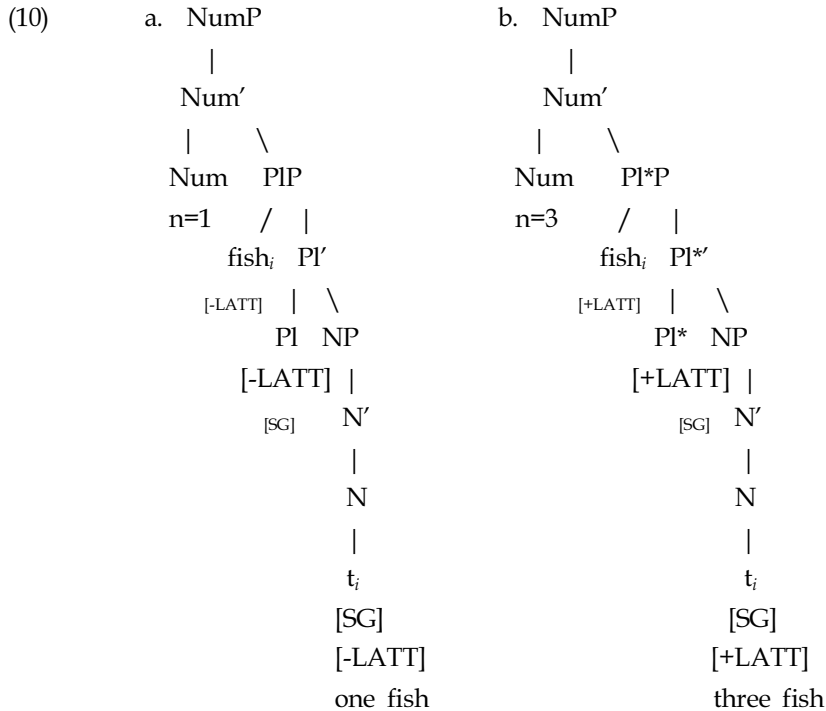 (10) a. NumP b. NumP
| |
Num′ Num′
| \ | \
Num PlP Num Pl*P
n=1 / | n=3 / |
fishᵢ Pl′ fishᵢ Pl*′
[-LATT] | \ [+LATT] | \
Pl NP Pl* NP
[-LATT] | [+LATT] |
[SG] N′ [SG] N′
| |
N N
| |
tᵢ tᵢ
[SG] [SG]
[-LATT] [+LATT]
one fish three fish